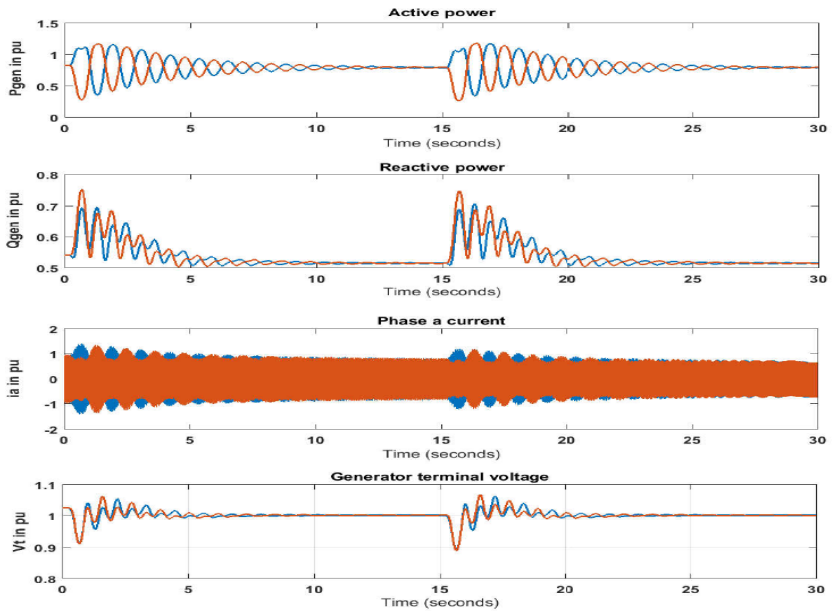 Active power
1.5
1
0.5
0
Pgen in pu
0 5 10 15 20 25 30
Time (seconds)
Reactive power
0.8
0.7
0.6
0.5
Qgen in pu
0 5 10 15 20 25 30
Time (seconds)
Phase a current
2
1
0
-1
-2
ia in pu
0 5 10 15 20 25 30
Time (seconds)
Generator terminal voltage
1.1
1
0.9
0.8
Vt in pu
0 5 10 15 20 25 30
Time (seconds)